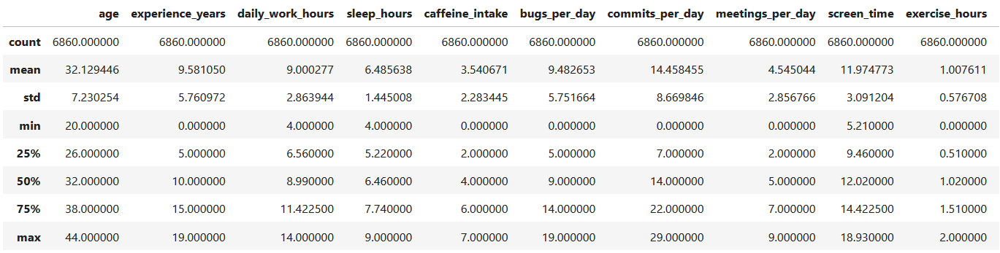 age experience_years daily_work_hours sleep_hours caffeine_intake bugs_per_day commits_per_day meetings_per_day screen_time exercise_hours
count 6860.000000 6860.000000 6860.000000 6860.000000 6860.000000 6860.000000 6860.000000 6860.000000 6860.000000 6860.000000
mean 32.129446 9.581050 9.000277 6.485638 3.540671 9.482653 14.458455 4.545044 11.974773 1.007611
std 7.230254 5.760972 2.863944 1.445008 2.283445 5.751664 8.669846 2.856766 3.091204 0.576708
min 20.000000 0.000000 4.000000 4.000000 0.000000 0.000000 0.000000 0.000000 5.210000 0.000000
25% 26.000000 5.000000 6.560000 5.220000 2.000000 5.000000 7.000000 2.000000 9.460000 0.510000
50% 32.000000 10.000000 8.990000 6.460000 4.000000 9.000000 14.000000 5.000000 12.020000 1.020000
75% 38.000000 15.000000 11.422500 7.740000 6.000000 14.000000 22.000000 7.000000 14.422500 1.510000
max 44.000000 19.000000 14.000000 9.000000 7.000000 19.000000 29.000000 9.000000 18.930000 2.000000